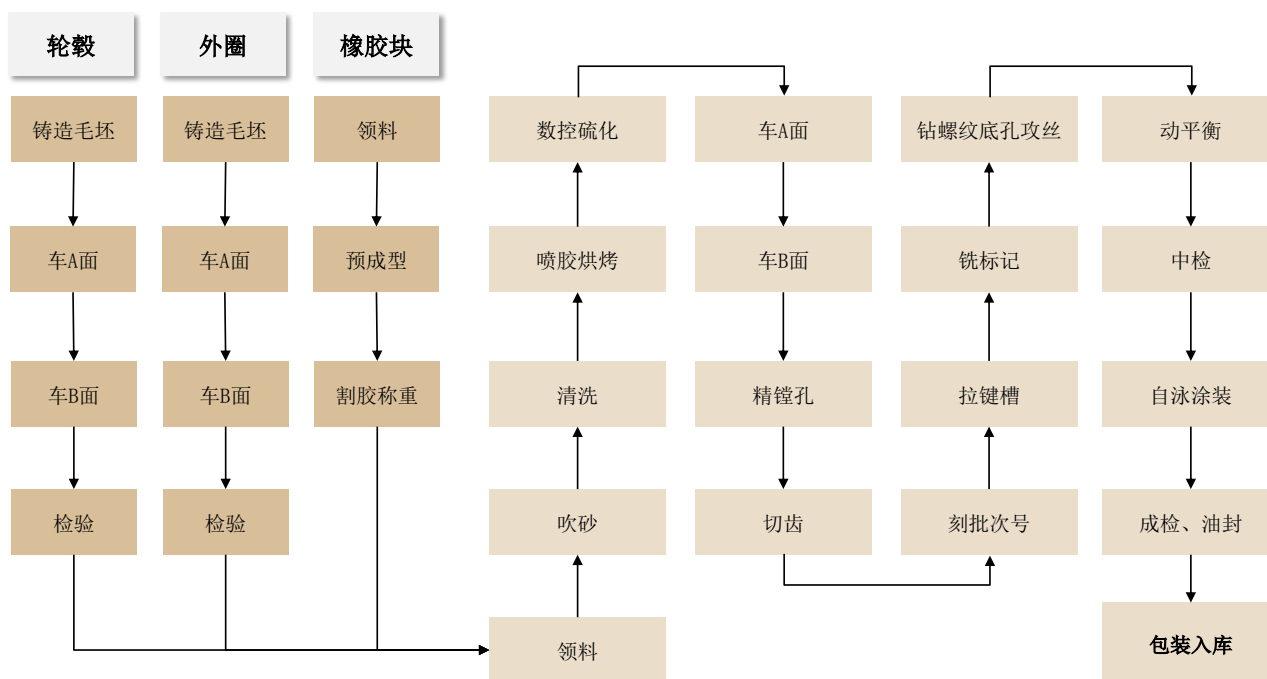 轮毂
外圈
橡胶块
铸造毛坯
铸造毛坯
领料
车A面
车A面
预成型
车B面
车B面
割胶称重
检验
检验
领料
吹砂
清洗
喷胶烘烤
数控硫化
车A面
车B面
精镗孔
切齿
刻批次号
拉键槽
铣标记
钻螺纹底孔攻丝
动平衡
中检
自泳涂装
成检、油封
包装入库